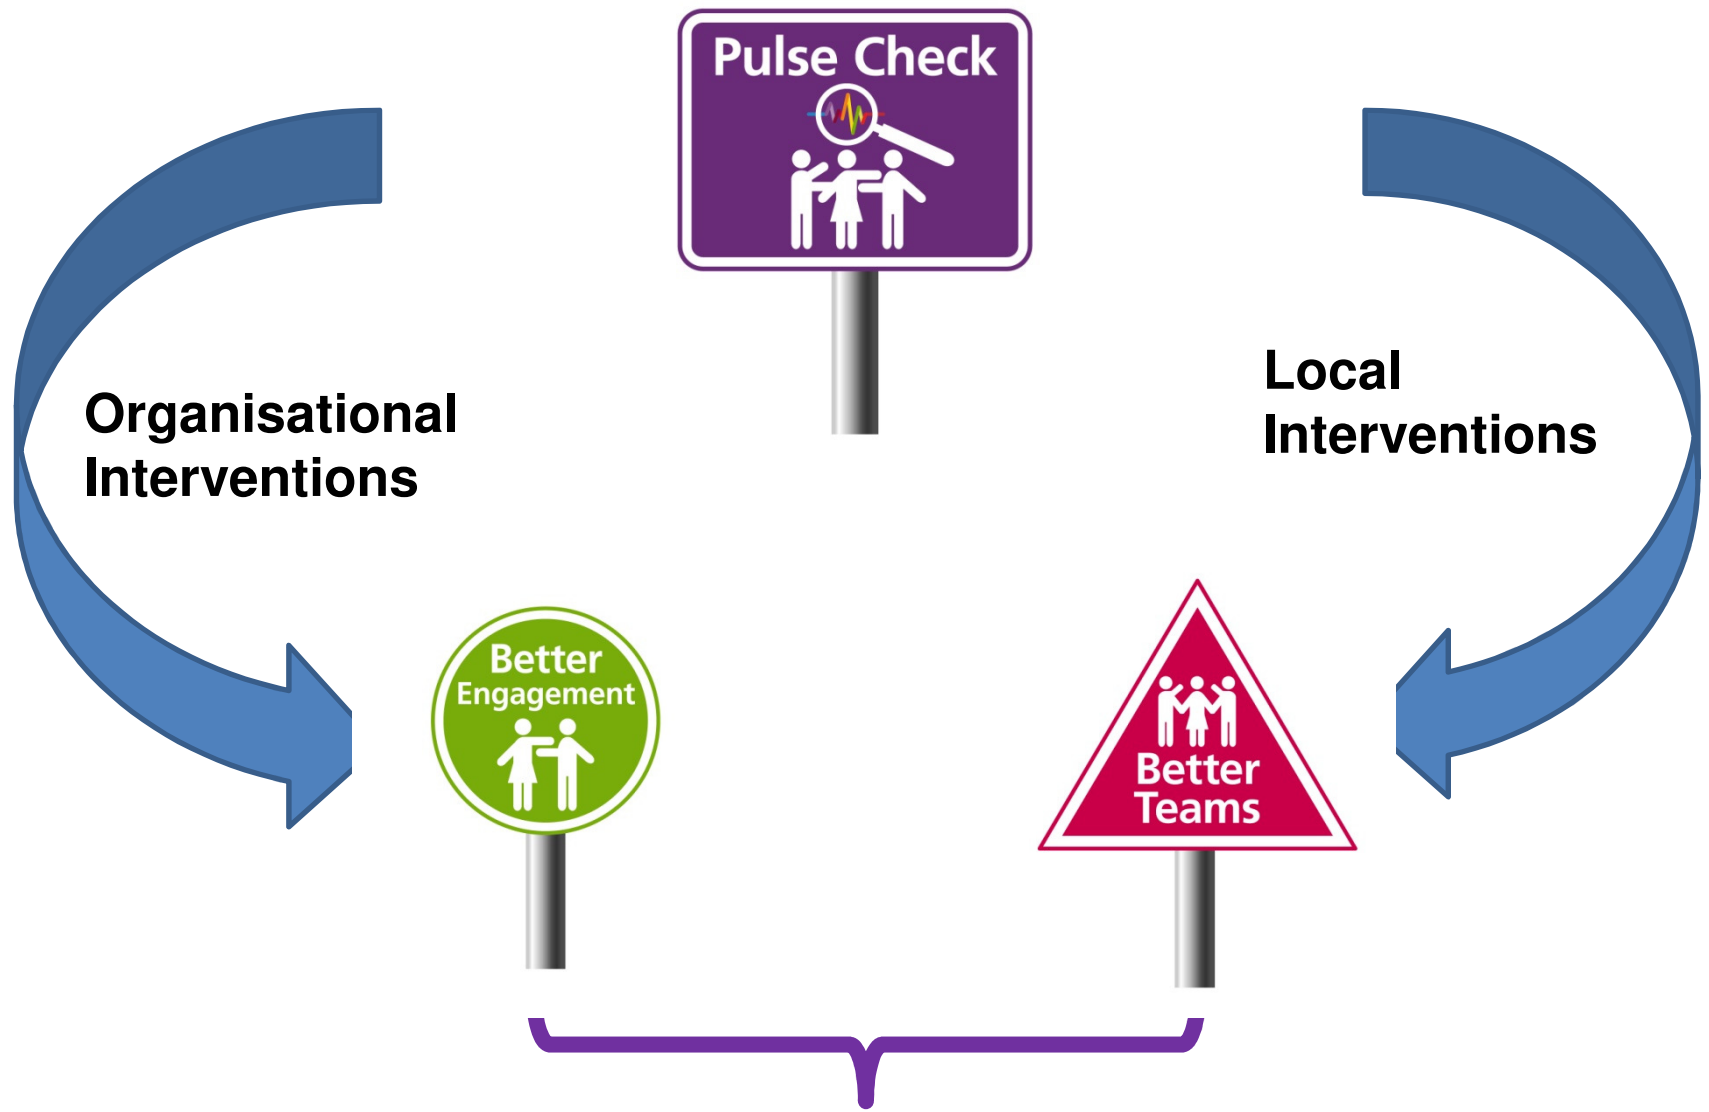 Pulse Check
Organisational
Interventions
Local
Interventions
Better
Engagement
Better
Teams